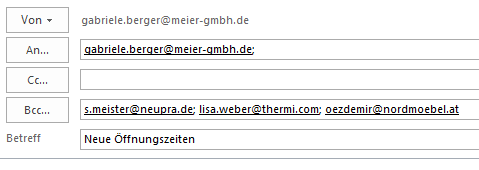 Von gabriele.berger@meier-gmbh.de
An... gabriele.berger@meier-gmbh.de;
Cc...
Bcc... s.meister@neupra.de; lisa.weber@thermi.com; oezdemir@nordmoebel.at
Betreff Neue Öffnungszeiten